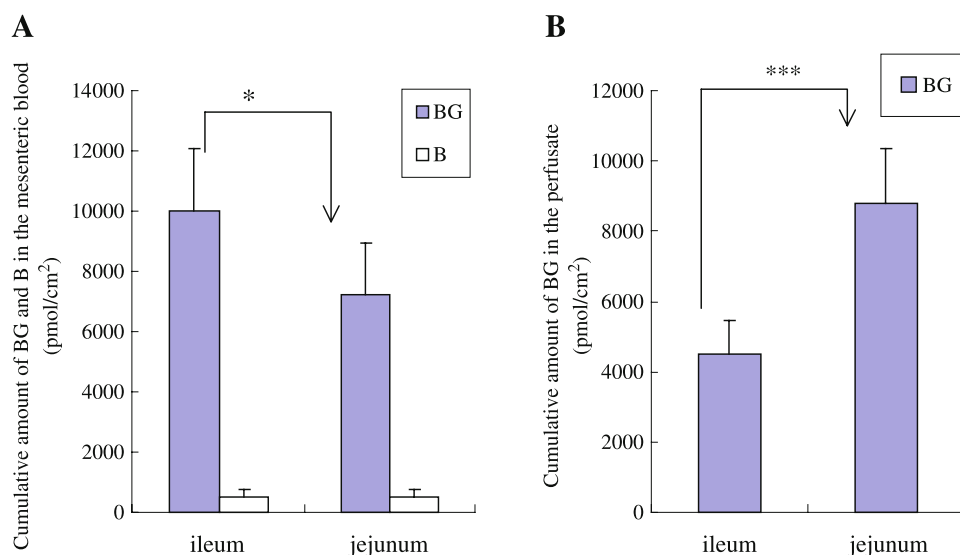 A
Cumulative amount of BG and B in the mesenteric blood
(pmol/cm²)
14000
12000
10000
8000
6000
4000
2000
0
*
BG
B
ileum
jejunum
B
Cumulative amount of BG in the perfusate
(pmol/cm²)
12000
10000
8000
6000
4000
2000
0
***
BG
ileum
jejunum